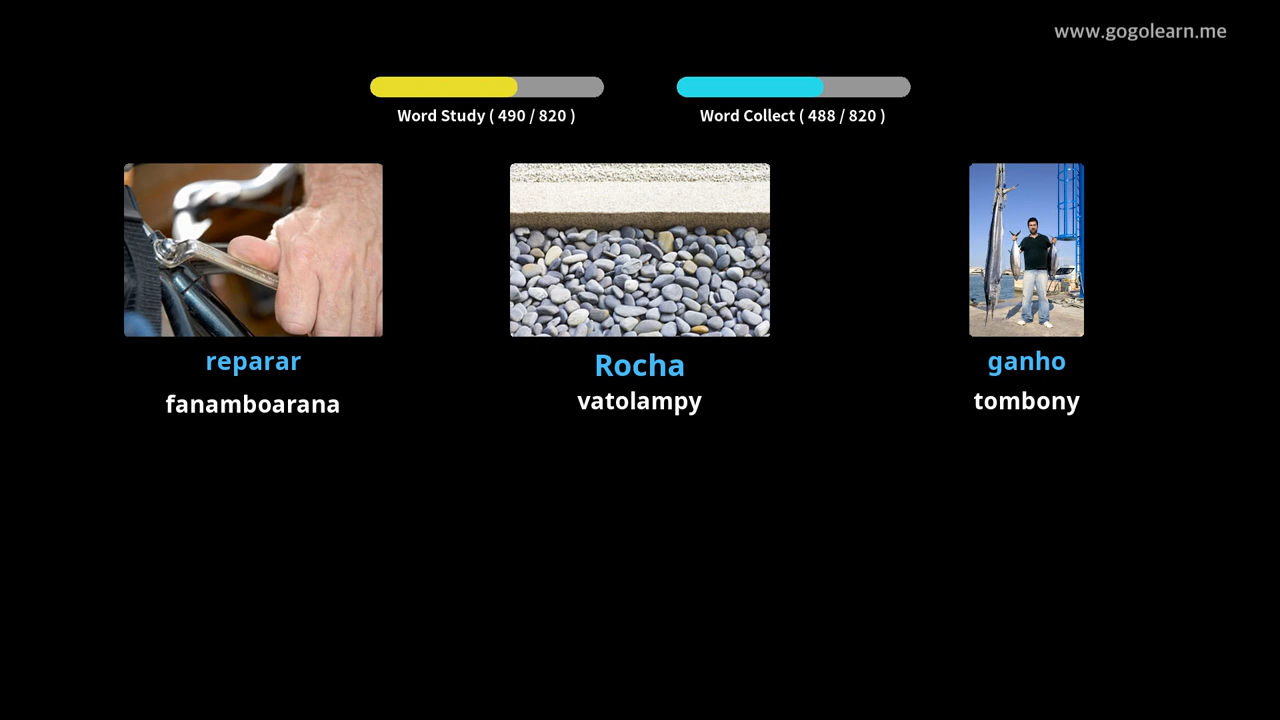 www.gogolearn.me
Word Study ( 490 / 820 )
Word Collect ( 488 / 820 )
reparar
fanamboarana
Rocha
vatolampy
ganho
tombony